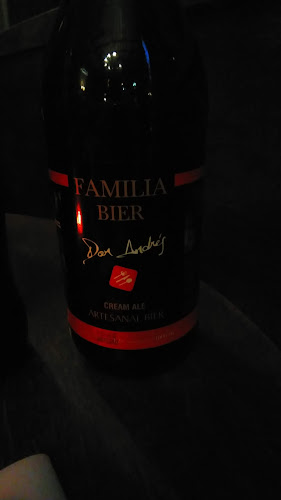 FAMILIA
BIER
Don Andrés
CREAM ALE
ARTESANAL BIER